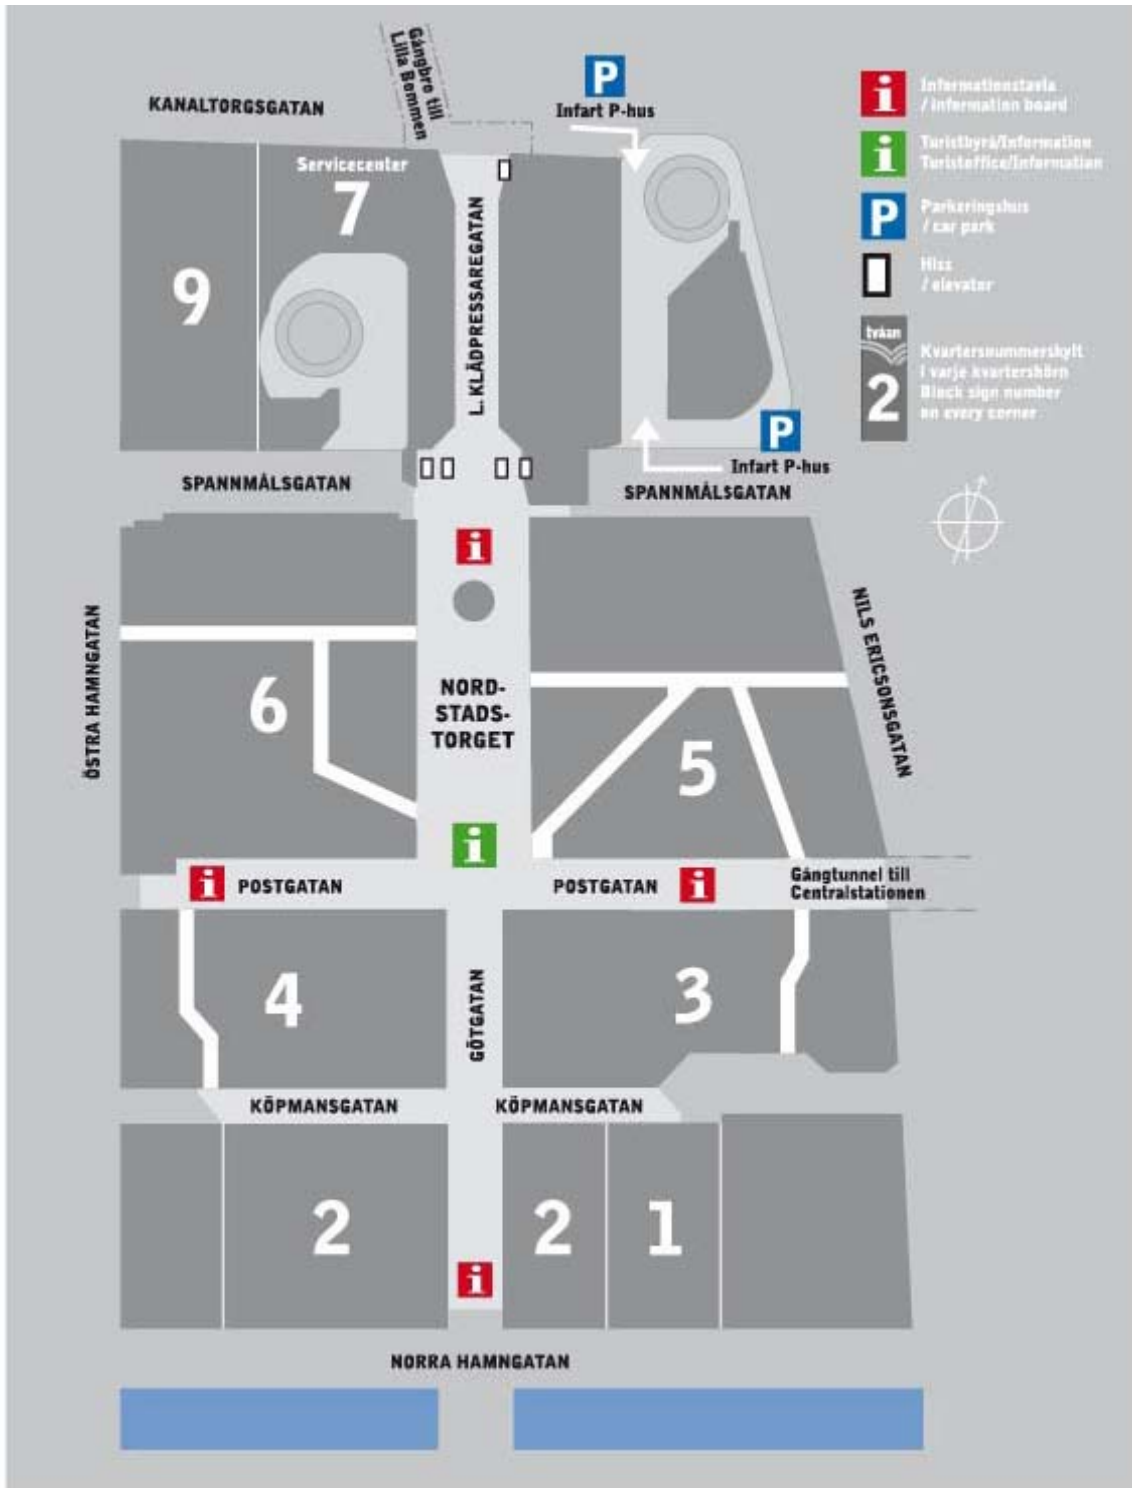 Gångbro till
Lilla Bommen
P
Infart P-hus
KANALTORGSGATAN
i
Informationstavla
/ information board
i
Turistbyrå/Information
Turistoffice/Information
P
Parkeringshus
/ car park
Hiss
/ elevator
tvåan
2
Kvartersnummerskylt
I varje kvartershörn
Block sign number
on every corner
Servicecenter
7
9
L. KLÄDPRESSAREGATAN
P
Infart P-hus
SPANNMÅLSGATAN
SPANNMÅLSGATAN
i
ÖSTRA HAMNGATAN
NILS ERICSONSGATAN
6
NORD-
STADS-
TORGET
5
i
i
POSTGATAN
POSTGATAN
i
Gångtunnel till
Centralstationen
4
GÖTGATAN
3
KÖPMANSGATAN
KÖPMANSGATAN
2
2
1
i
NORRA HAMNGATAN